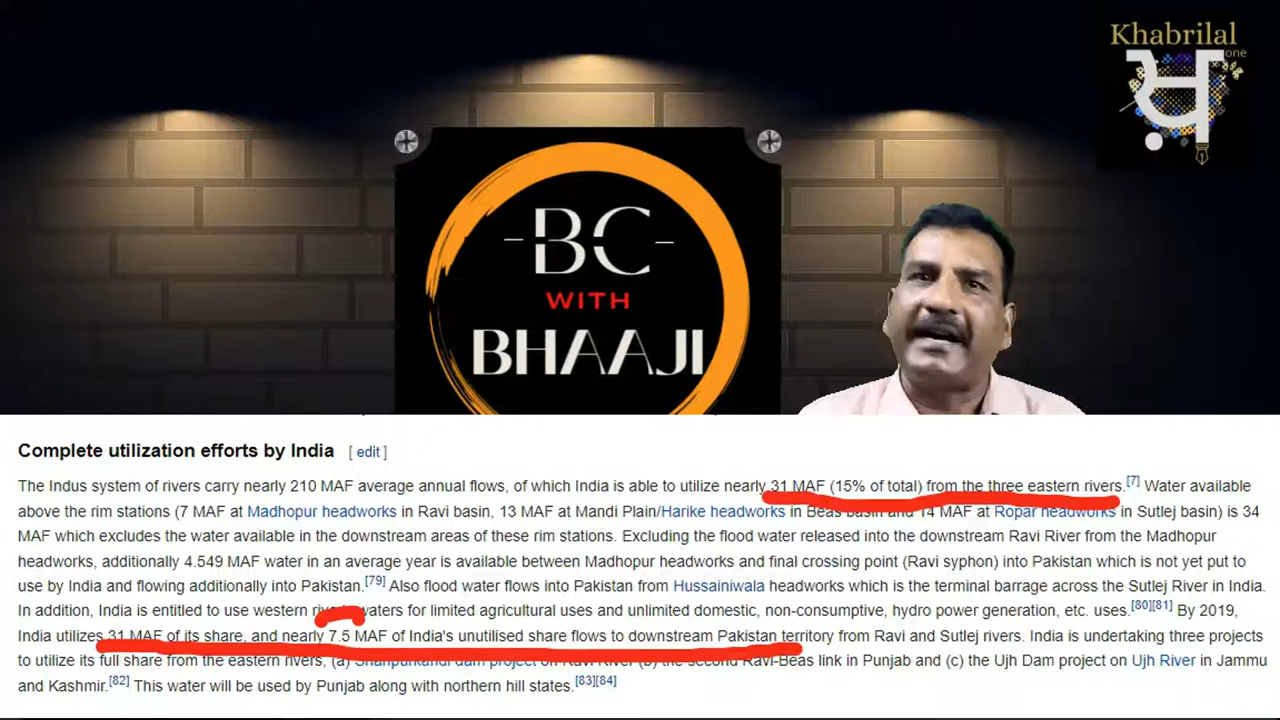 Khabrilal
one
ख़
-BC-
WITH
BHAAJI
Complete utilization efforts by India [ edit ]
The Indus system of rivers carry nearly 210 MAF average annual flows, of which India is able to utilize nearly 31 MAF (15% of total) from the three eastern rivers.[7] Water available
above the rim stations (7 MAF at Madhopur headworks in Ravi basin, 13 MAF at Mandi Plain/Harike headworks in Beas basin and 14 MAF at Ropar headworks in Sutlej basin) is 34
MAF which excludes the water available in the downstream areas of these rim stations. Excluding the flood water released into the downstream Ravi River from the Madhopur
headworks, additionally 4.549 MAF water in an average year is available between Madhopur headworks and final crossing point (Ravi syphon) into Pakistan which is not yet put to
use by India and flowing additionally into Pakistan.[79] Also flood water flows into Pakistan from Hussainiwala headworks which is the terminal barrage across the Sutlej River in India.
In addition, India is entitled to use western waters for limited agricultural uses and unlimited domestic, non-consumptive, hydro power generation, etc. uses.[80][81] By 2019,
India utilizes 31 MAF of its share, and nearly 7.5 MAF of India's unutilised share flows to downstream Pakistan territory from Ravi and Sutlej rivers. India is undertaking three projects
to utilize its full share from the eastern rivers, (a) Shahpurkandi dam project on Ravi River (b) the second Ravi-Beas link in Punjab and (c) the Ujh Dam project on Ujh River in Jammu
and Kashmir.[82] This water will be used by Punjab along with northern hill states.[83][84]